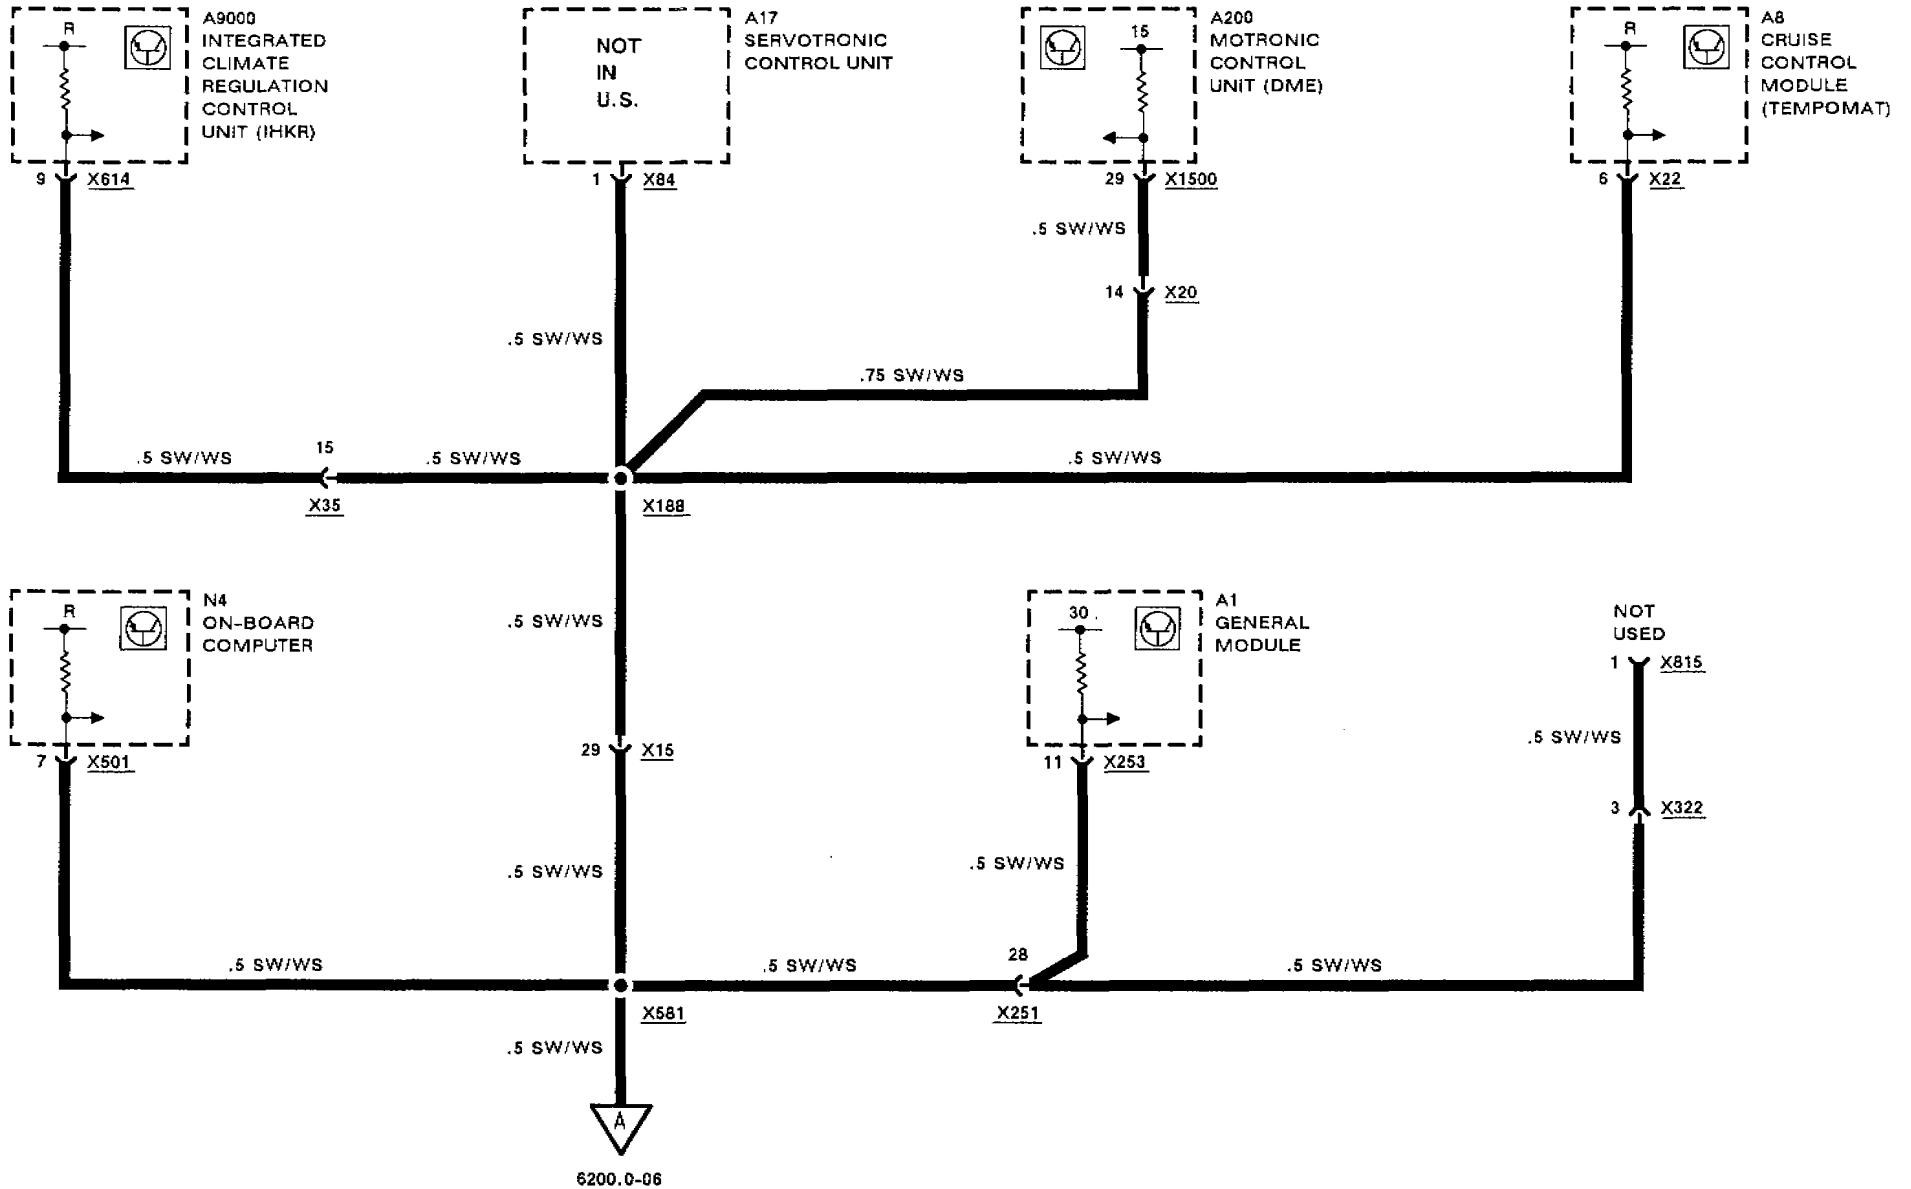 R
A9000
INTEGRATED
CLIMATE
REGULATION
CONTROL
UNIT (IHKR)
9
X614
NOT
IN
U.S.
A17
SERVOTRONIC
CONTROL UNIT
1
X84
15
A200
MOTRONIC
CONTROL
UNIT (DME)
29
X1500
R
A8
CRUISE
CONTROL
MODULE
(TEMPOMAT)
6
X22
.5 SW/WS
14
X20
.5 SW/WS
.75 SW/WS
.5 SW/WS
15
X35
.5 SW/WS
.5 SW/WS
X188
R
N4
ON-BOARD
COMPUTER
7
X501
.5 SW/WS
30
A1
GENERAL
MODULE
11
X253
NOT
USED
1
X815
29
X15
.5 SW/WS
3
X322
.5 SW/WS
.5 SW/WS
.5 SW/WS
.5 SW/WS
28
X251
.5 SW/WS
X581
.5 SW/WS
A
6200.0-06